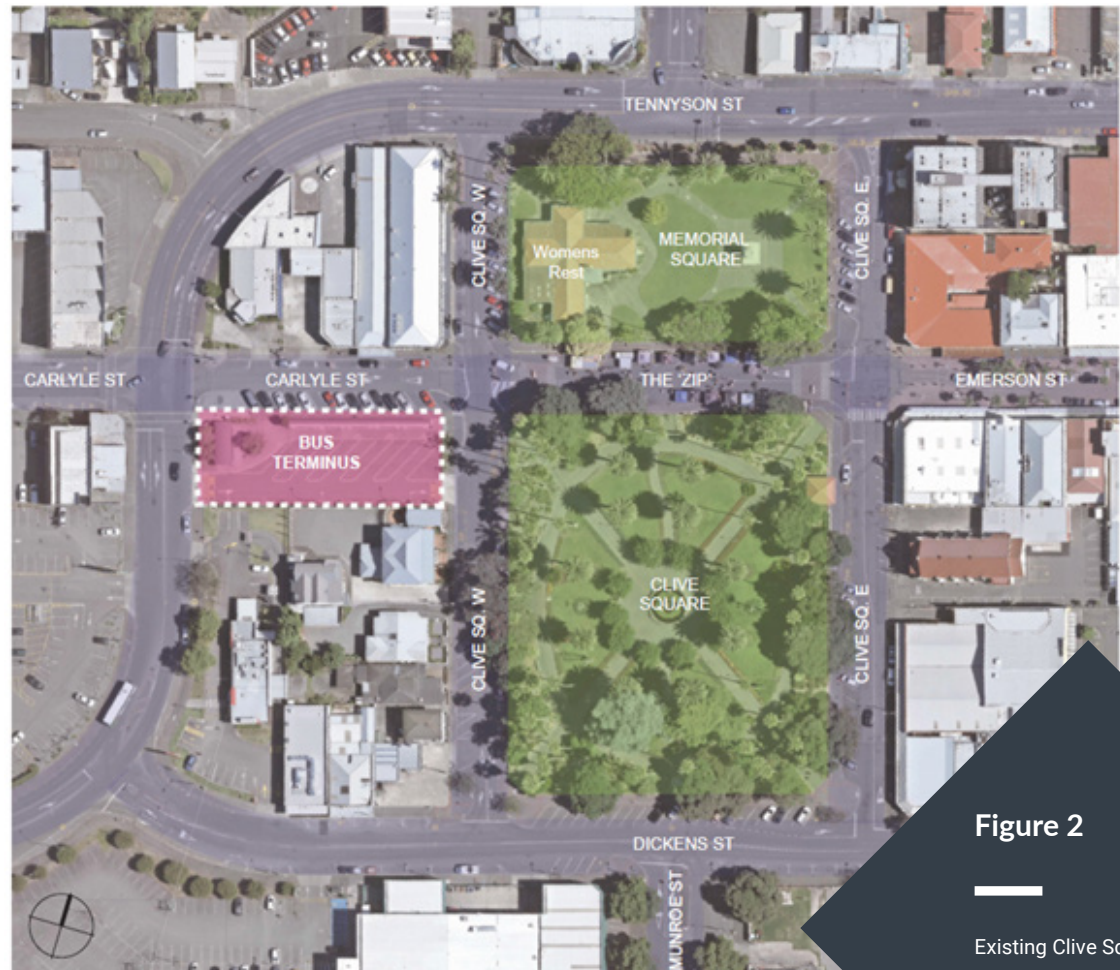 TENNYSON ST
CLIVE SQ. W
Womens
Rest
MEMORIAL
SQUARE
CLIVE SQ. E.
CARLYLE ST
CARLYLE ST
THE 'ZIP'
EMERSON ST
BUS
TERMINUS
CLIVE
SQUARE
CLIVE SQ. W
CLIVE SQ. E
DICKENS ST
MUNROE ST
Figure 2
Existing Clive Sq